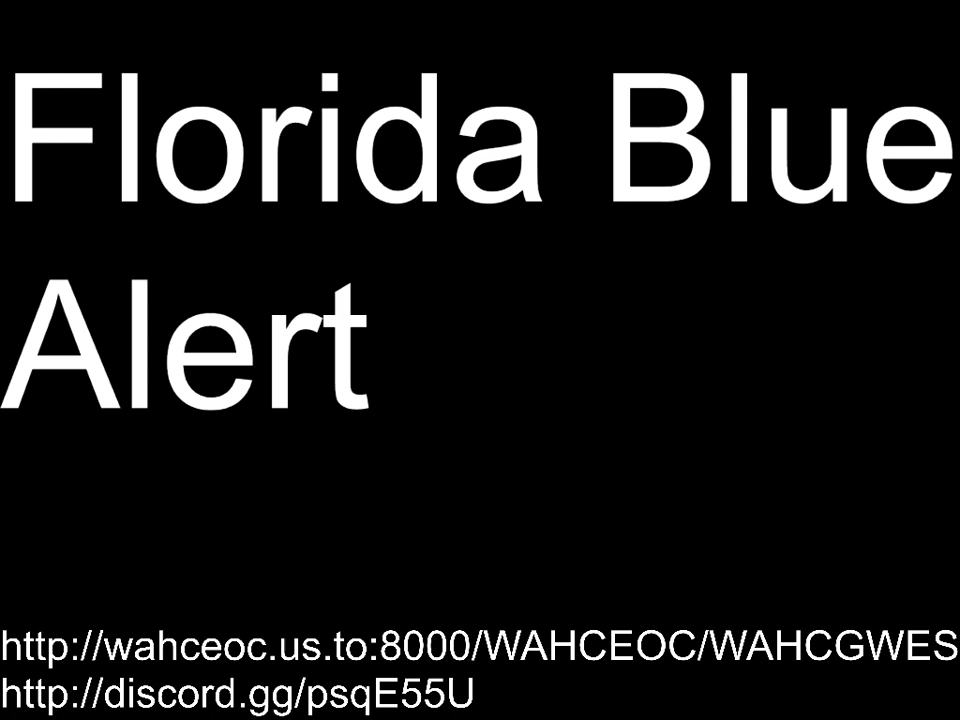 Florida Blue
Alert
http://wahceoc.us.to:8000/WAHCEOC/WAHCGWES
http://discord.gg/psqE55U